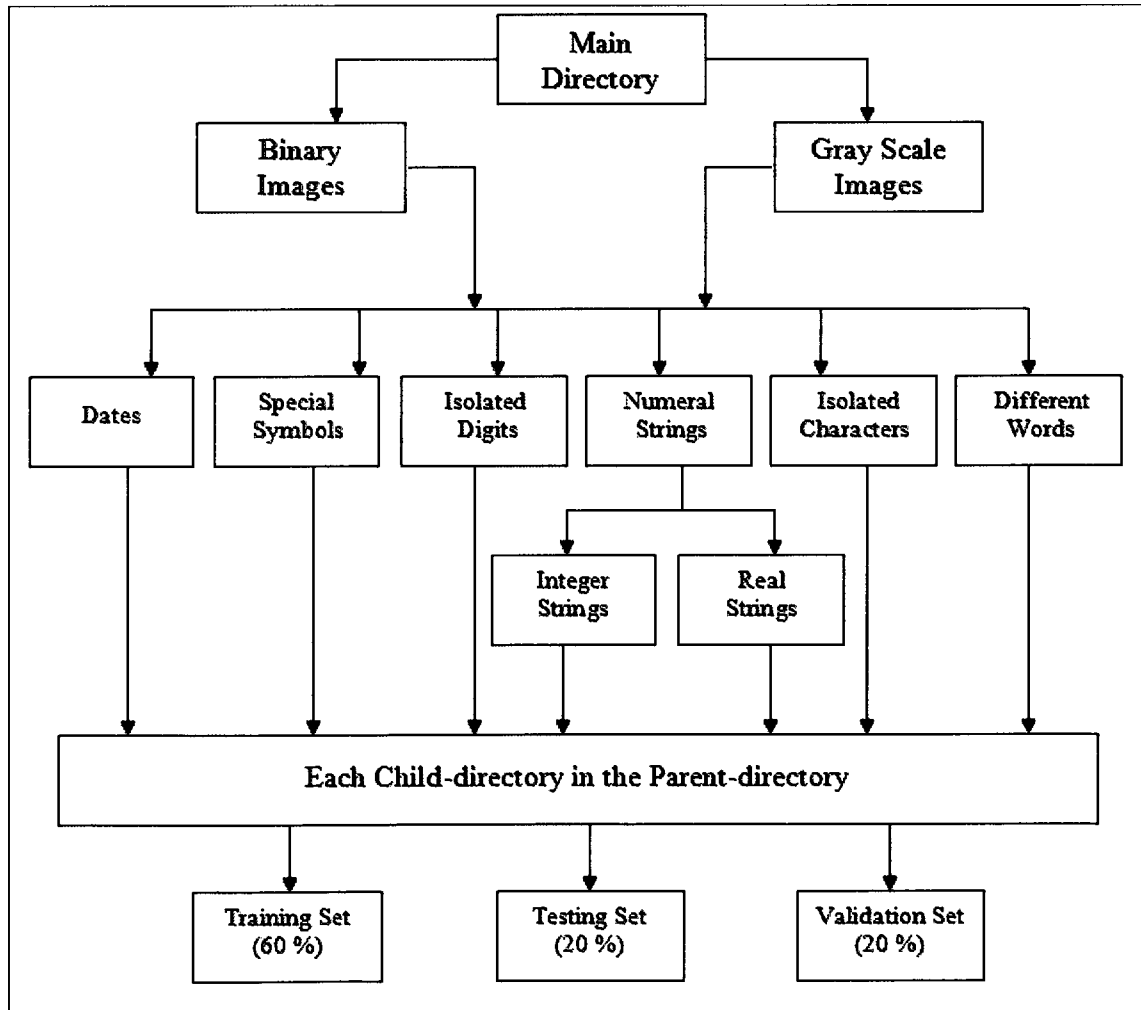 Main
Directory
Binary
Images
Gray Scale
Images
Dates
Special
Symbols
Isolated
Digits
Numeral
Strings
Isolated
Characters
Different
Words
Integer
Strings
Real
Strings
Each Child-directory in the Parent-directory
Training Set
(60 %)
Testing Set
(20 %)
Validation Set
(20 %)